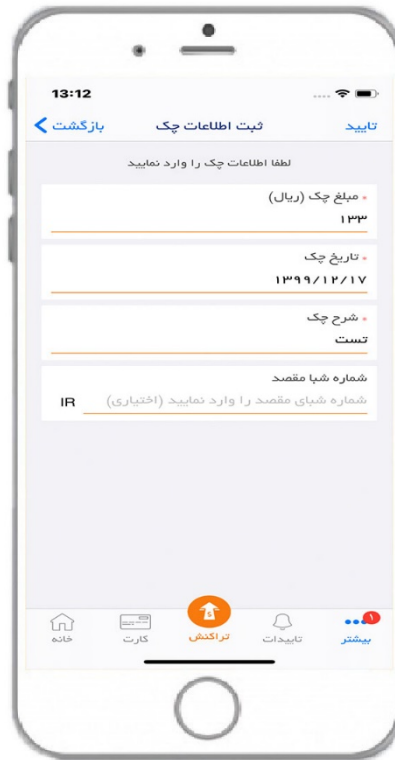 13:12
تایید
ثبت اطلاعات چک
بازگشت
لطفا اطلاعات چک را وارد نمایید
* مبلغ چک (ریال)
۱۳۳
* تاریخ چک
۱۳۹۹/۱۲/۱۷
* شرح چک
تست
شماره شبا مقصد
شماره شبای مقصد را وارد نمایید (اختیاری) IR
۱
بیشتر
تاییدات
تراکنش
کارت
خانه